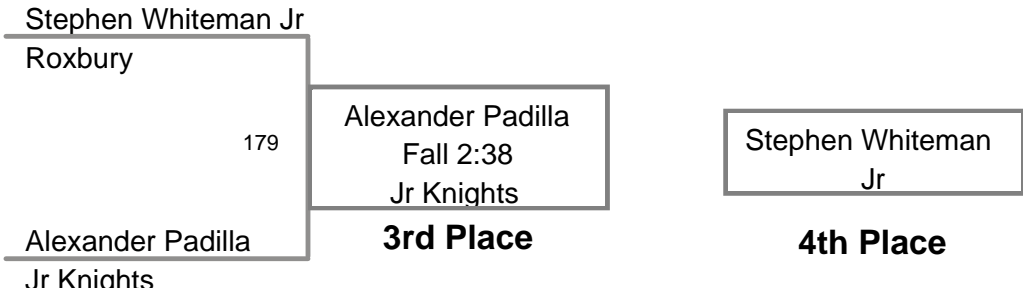 Stephen Whiteman Jr
Roxbury
179
Alexander Padilla
Fall 2:38
Jr Knights
3rd Place
Stephen Whiteman
Jr
4th Place
Alexander Padilla
Jr Knights